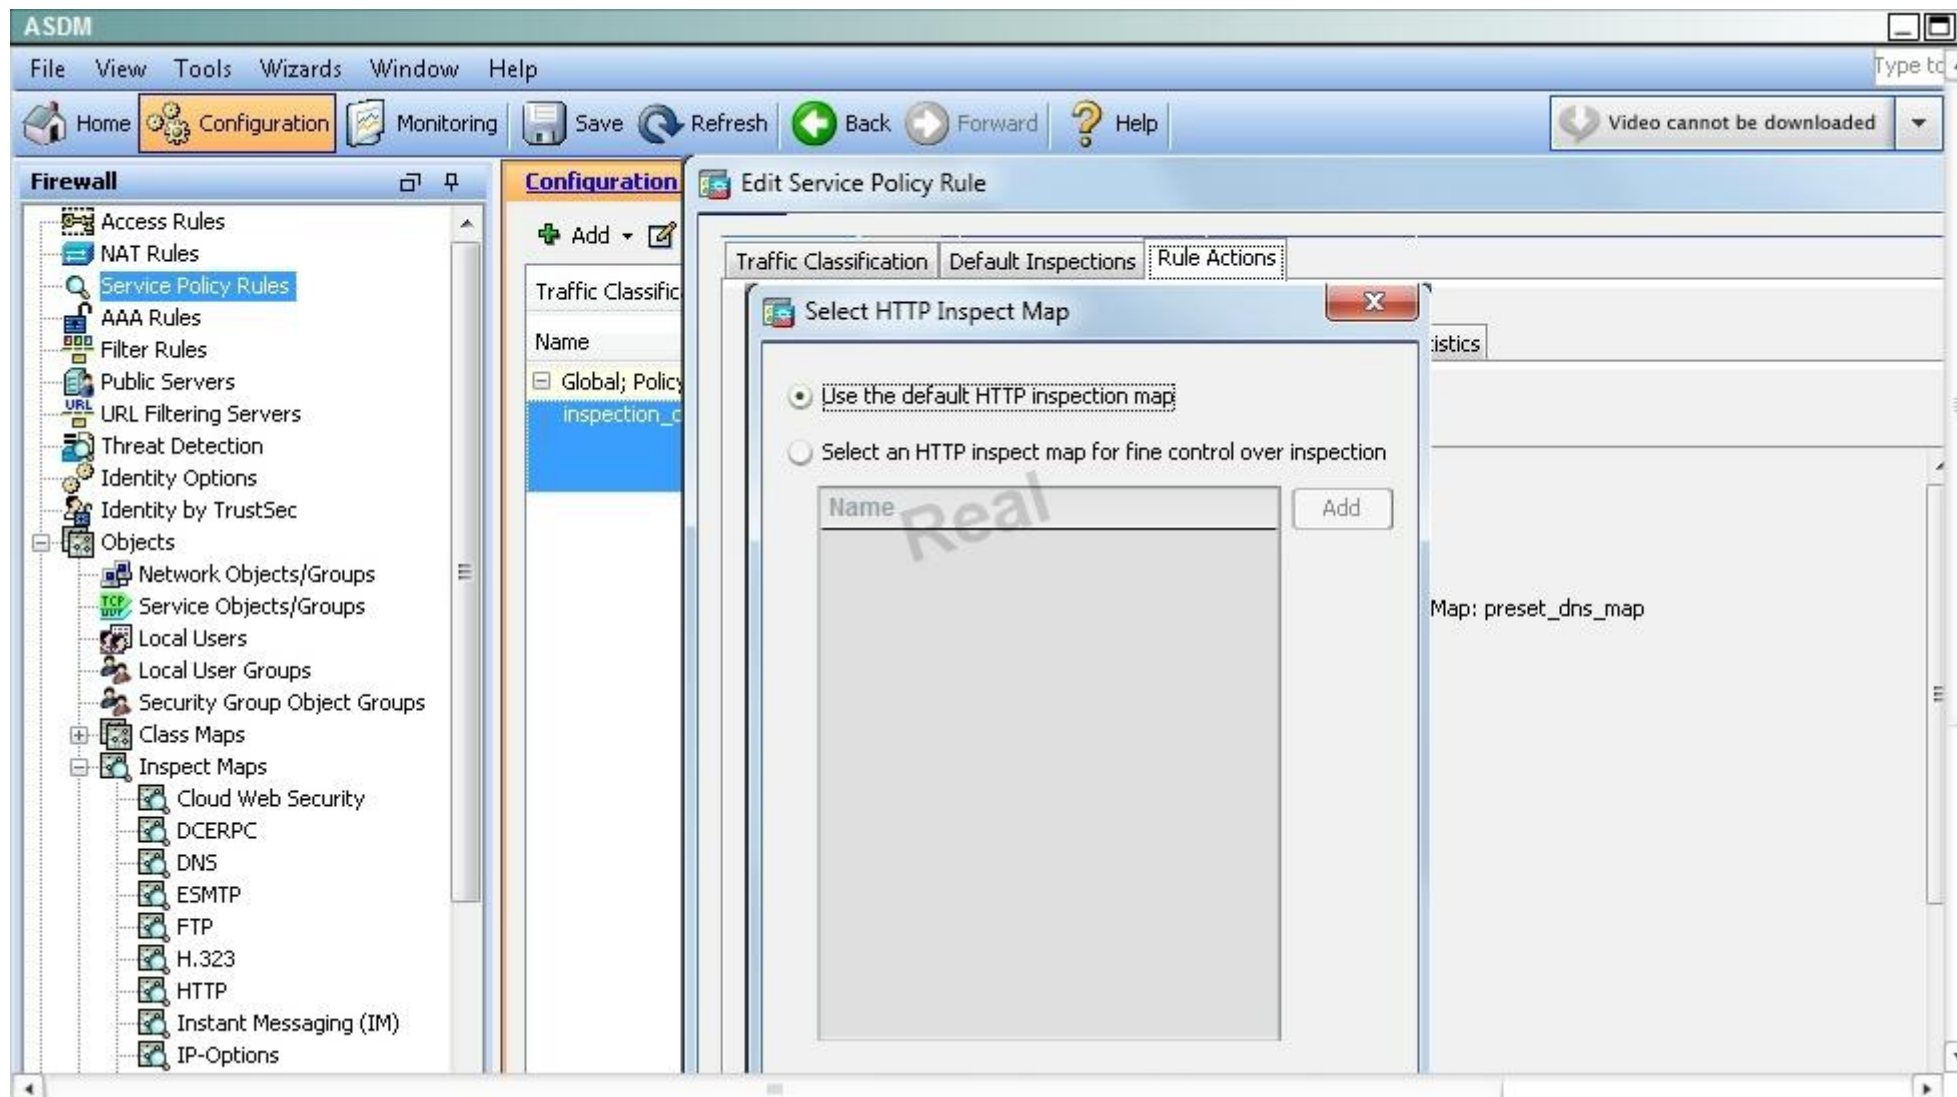 ASDM
File View Tools Wizards Window Help
Type to
Home Configuration Monitoring Save Refresh Back Forward Help
Video cannot be downloaded
Firewall
Access Rules
NAT Rules
Service Policy Rules
AAA Rules
Filter Rules
Public Servers
URL URL Filtering Servers
Threat Detection
Identity Options
Identity by TrustSec
Objects
Network Objects/Groups
TCP UDP Service Objects/Groups
Local Users
Local User Groups
Security Group Object Groups
Class Maps
Inspect Maps
Cloud Web Security
DCERPC
DNS
ESMTP
FTP
H.323
HTTP
Instant Messaging (IM)
IP-Options
Configuration
Add
Traffic Classific
Name
Global; Policy
inspection_
Edit Service Policy Rule
Traffic Classification Default Inspections Rule Actions
istics
Select HTTP Inspect Map
Use the default HTTP inspection map
Select an HTTP inspect map for fine control over inspection
Name
Add
Real
Map: preset_dns_map